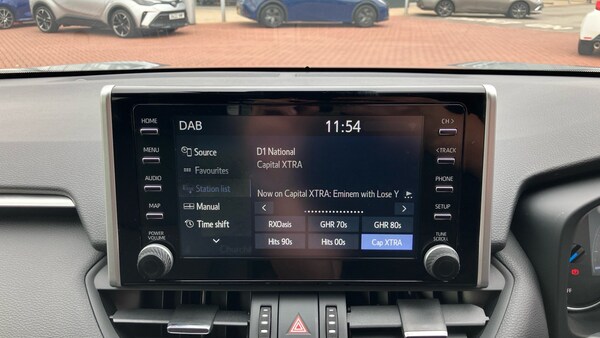 HOME
MENU
AUDIO
MAP
POWER
VOLUME
DAB
11:54
Source
Favourites
Station list
Manual
Time shift
D1 National
Capital XTRA
Now on Capital XTRA: Eminem with Lose Y
RXOasis GHR 70s GHR 80s
Hits 90s Hits 00s Cap XTRA
CH >
< TRACK
PHONE
SETUP
TUNE
SCROLL